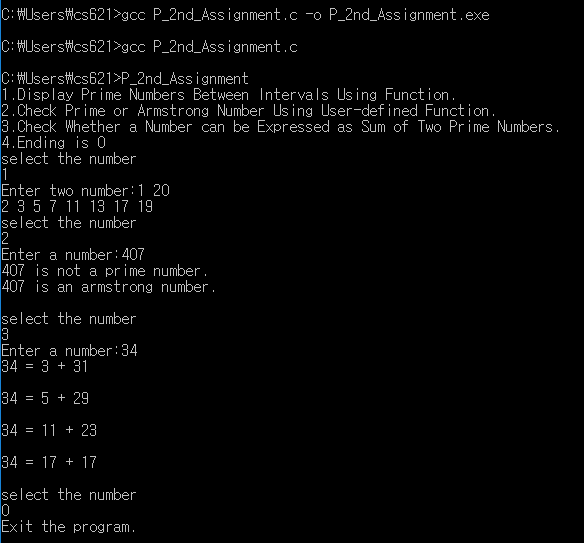 C:₩Users₩cs621>gcc P_2nd_Assignment.c -o P_2nd_Assignment.exe
C:₩Users₩cs621>gcc P_2nd_Assignment.c
C:₩Users₩cs621>P_2nd_Assignment
1.Display Prime Numbers Between Intervals Using Function.
2.Check Prime or Armstrong Number Using User-defined Function.
3.Check Whether a Number can be Expressed as Sum of Two Prime Numbers.
4.Ending is 0
select the number
1
Enter two number:1 20
2 3 5 7 11 13 17 19
select the number
2
Enter a number:407
407 is not a prime number.
407 is an armstrong number.
select the number
3
Enter a number:34
34 = 3 + 31
34 = 5 + 29
34 = 11 + 23
34 = 17 + 17
select the number
0
Exit the program.